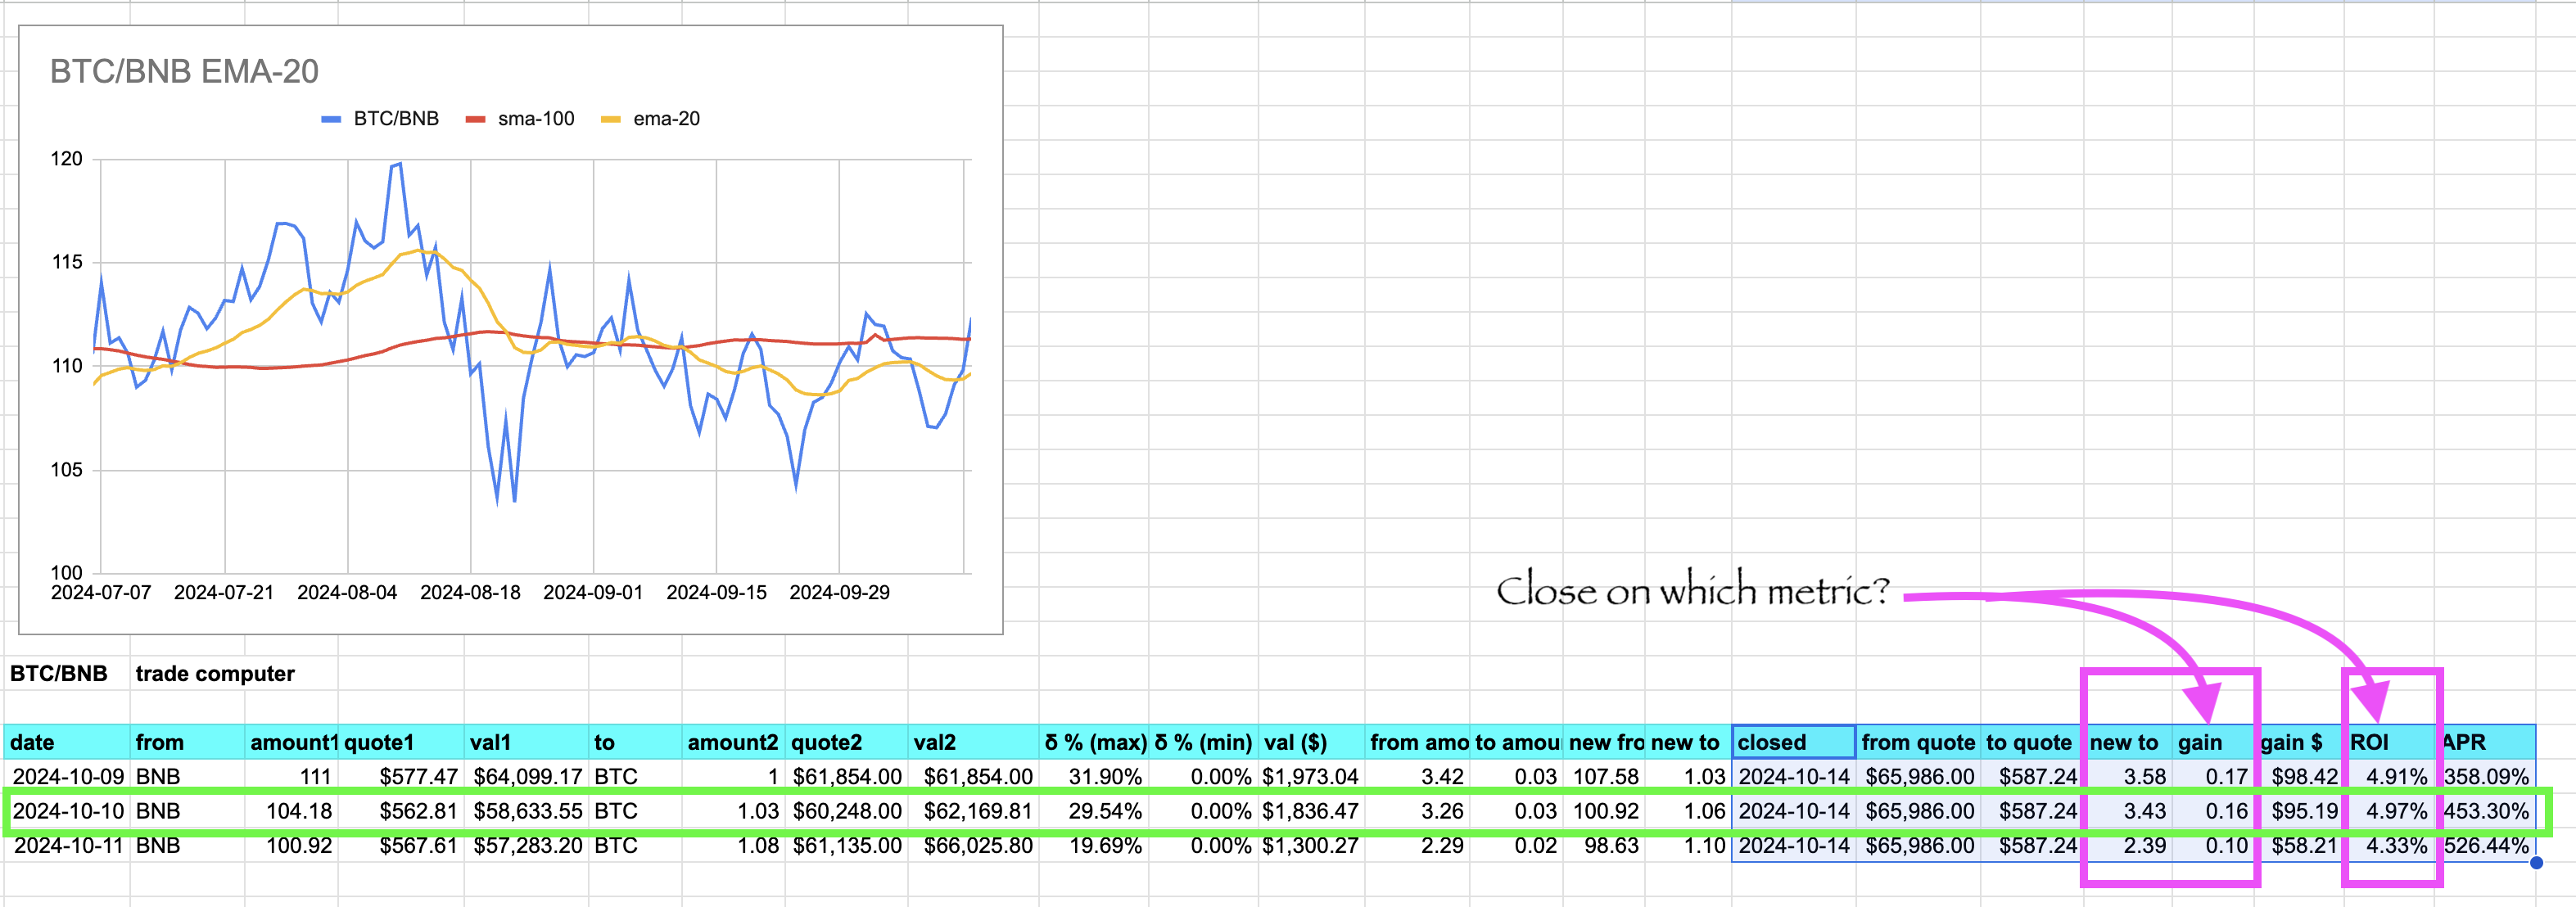 BTC/BNB EMA-20
BTC/BNB sma-100 ema-20
120
115
110
105
100
2024-07-07 2024-07-21 2024-08-04 2024-08-18 2024-09-01 2024-09-15 2024-09-29
Close on which metric?
BTC/BNB trade computer
date from amount1 quote1 val1 to amount2 quote2 val2 δ % (max) δ % (min) val ($) from amo to amou new fro new to closed from quote to quote new to gain gain $ ROI APR
2024-10-09 BNB 111 $577.47 $64,099.17 BTC 1 $61,854.00 $61,854.00 31.90% 0.00% $1,973.04 3.42 0.03 107.58 1.03 2024-10-14 $65,986.00 $587.24 3.58 0.17 $98.42 4.91% 358.09%
2024-10-10 BNB 104.18 $562.81 $58,633.55 BTC 1.03 $60,248.00 $62,169.81 29.54% 0.00% $1,836.47 3.26 0.03 100.92 1.06 2024-10-14 $65,986.00 $587.24 3.43 0.16 $95.19 4.97% 453.30%
2024-10-11 BNB 100.92 $567.61 $57,283.20 BTC 1.08 $61,135.00 $66,025.80 19.69% 0.00% $1,300.27 2.29 0.02 98.63 1.10 2024-10-14 $65,986.00 $587.24 2.39 0.10 $58.21 4.33% 526.44%